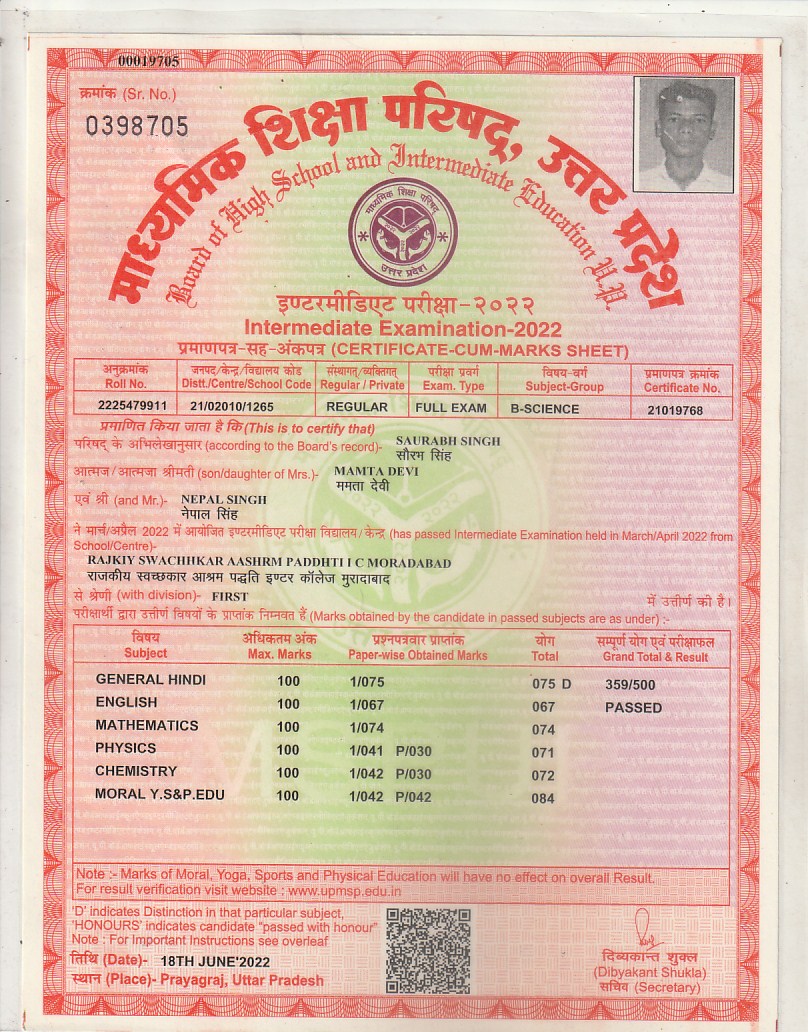 00019705
क्रमांक (Sr. No.)
0398705
माध्यमिक शिक्षा परिषद्, उत्तर प्रदेश
Board of High School and Intermediate Education U.P.
माध्यमिक शिक्षा परिषद
उत्तर प्रदेश
इण्टरमीडिएट परीक्षा-२०२२
Intermediate Examination-2022
प्रमाणपत्र-सह-अंकपत्र (CERTIFICATE-CUM-MARKS SHEET)
अनुक्रमांक जनपद/केन्द्र/विद्यालय कोड संस्थागत/व्यक्तिगत परीक्षा प्रवर्ग विषय-वर्ग प्रमाणपत्र क्रमांक
Roll No. Distt./Centre/School Code Regular / Private Exam. Type Subject-Group Certificate No.
2225479911 21/02010/1265 REGULAR FULL EXAM B-SCIENCE 21019768
प्रमाणित किया जाता है कि (This is to certify that)
परिषद् के अभिलेखानुसार (according to the Board's record)- SAURABH SINGH
सौरभ सिंह
आत्मज/आत्मजा श्रीमती (son/daughter of Mrs.)- MAMTA DEVI
ममता देवी
एवं श्री (and Mr.)- NEPAL SINGH
नेपाल सिंह
ने मार्च/अप्रैल 2022 में आयोजित इण्टरमीडिएट परीक्षा विद्यालय/केन्द्र (has passed Intermediate Examination held in March/April 2022 from
School/Centre)-
RAJKIY SWACHHKAR AASHRM PADDHTI I C MORADABAD
राजकीय स्वच्छकार आश्रम पद्धति इण्टर कॉलेज मुरादाबाद
से श्रेणी (with division)- FIRST में उत्तीर्ण की है।
परीक्षार्थी द्वारा उत्तीर्ण विषयों के प्राप्तांक निम्नवत हैं (Marks obtained by the candidate in passed subjects are as under) :-
विषय अधिकतम अंक प्रश्नपत्रवार प्राप्तांक योग सम्पूर्ण योग एवं परीक्षाफल
Subject Max. Marks Paper-wise Obtained Marks Total Grand Total & Result
GENERAL HINDI 100 1/075 075 D 359/500
ENGLISH 100 1/067 067 PASSED
MATHEMATICS 100 1/074 074
PHYSICS 100 1/041 P/030 071
CHEMISTRY 100 1/042 P/030 072
MORAL Y.S&P.EDU 100 1/042 P/042 084
Note :- Marks of Moral, Yoga, Sports and Physical Education will have no effect on overall Result.
For result verification visit website : www.upmsp.edu.in
'D' indicates Distinction in that particular subject,
'HONOURS' indicates candidate "passed with honour"
Note : For Important Instructions see overleaf
तिथि (Date)- 18TH JUNE'2022
स्थान (Place)- Prayagraj, Uttar Pradesh
दिव्यकान्त शुक्ल
(Dibyakant Shukla)
सचिव (Secretary)